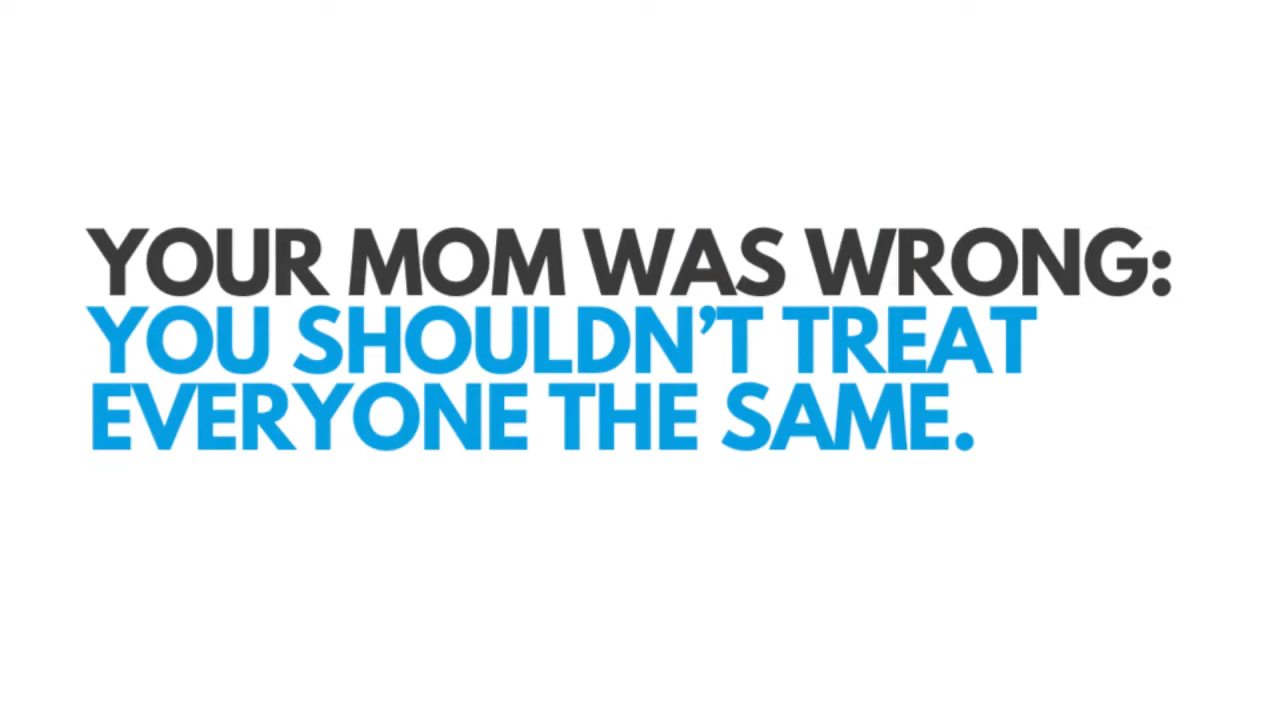 YOUR MOM WAS WRONG:
YOU SHOULDN’T TREAT
EVERYONE THE SAME.